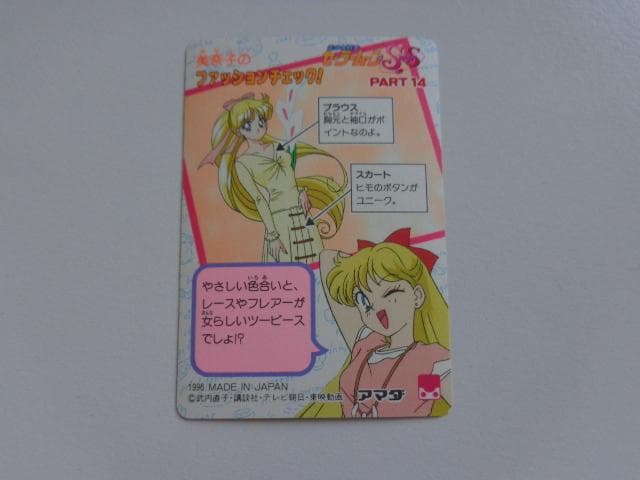 美奈子の
ファッションチェック!
セーラームーン SS
PART 14
ブラウス
胸元と袖口がポ
イントなのよ。
スカート
ヒモのボタンが
ユニーク。
やさしい色合いと、
レースやフレアーが
女らしいツーピース
でしょ!?
1996 MADE IN JAPAN
©武内直子・講談社・テレビ朝日・東映動画
アマダ